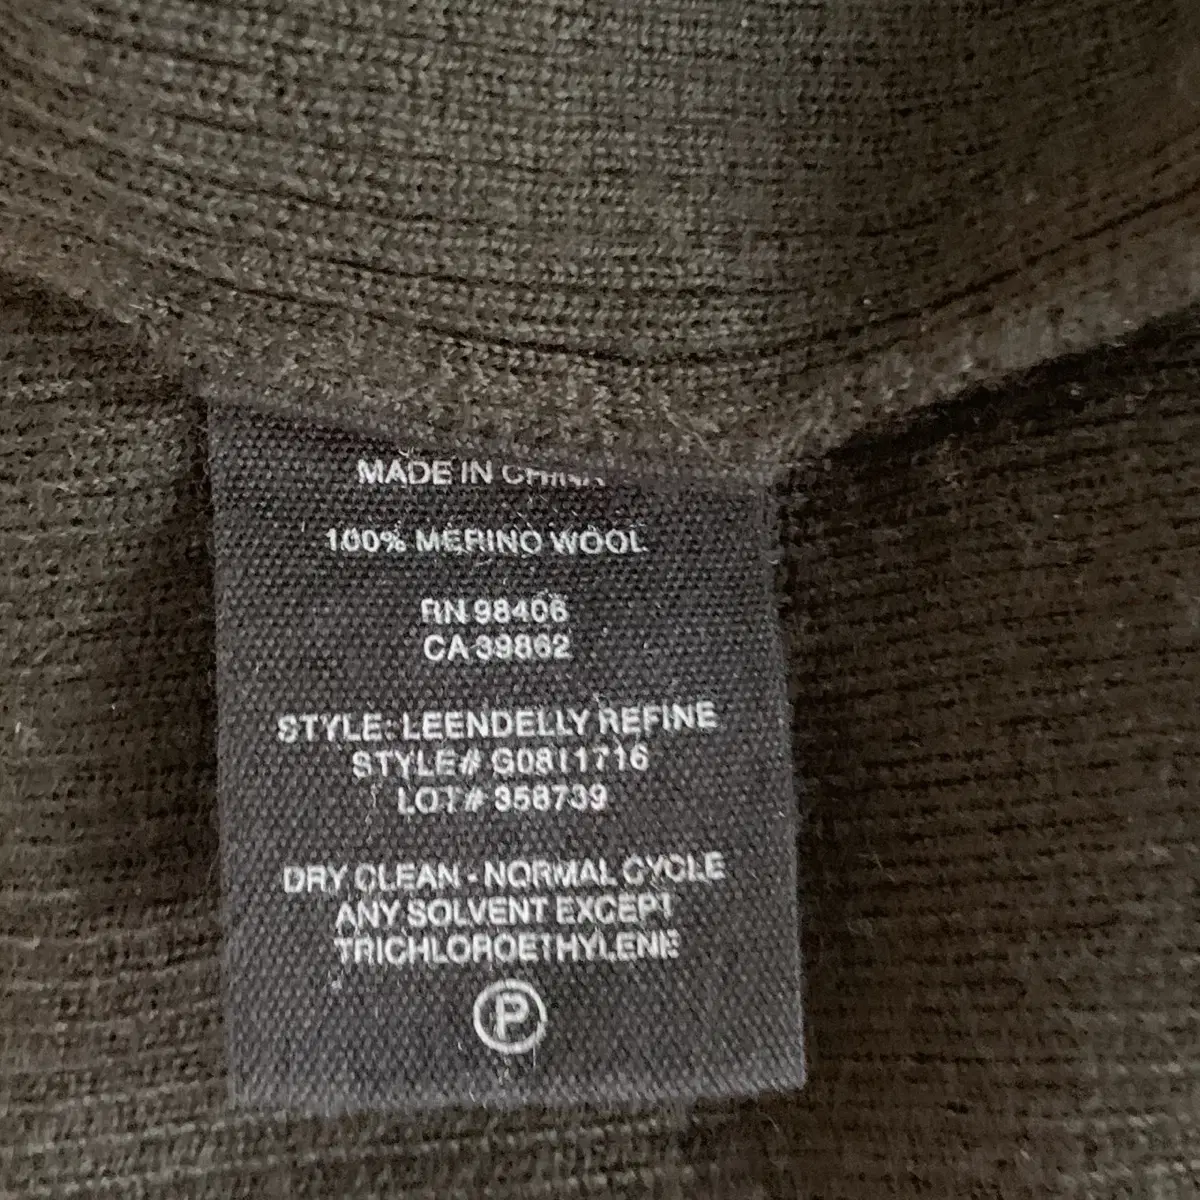 MADE IN CHINA
100% MERINO WOOL
RN 98406
CA 39862
STYLE: LEENDELLY REFINE
STYLE# G0811716
LOT# 358739
DRY CLEAN - NORMAL CYCLE
ANY SOLVENT EXCEPT
TRICHLOROETHYLENE
P